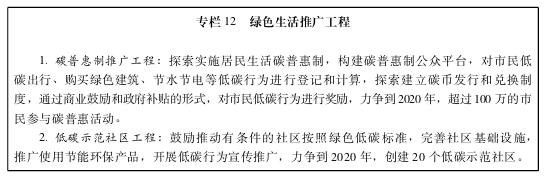 专栏 12 绿色生活推广工程
1. 碳普惠制推广工程：探索实施居民生活碳普惠制，构建碳普惠制公众平台，对市民低
碳出行、购买绿色建筑、节水节电等低碳行为进行登记和计算，探索建立碳币发行和兑换制
度，通过商业鼓励和政府补贴的形式，对市民低碳行为进行奖励，力争到 2020 年，超过 100 万的市
民参与碳普惠活动。
2. 低碳示范社区工程：鼓励推动有条件的社区按照绿色低碳标准，完善社区基础设施，
推广使用节能环保产品，开展低碳行为宣传推广，力争到 2020 年，创建 20 个低碳示范社区。